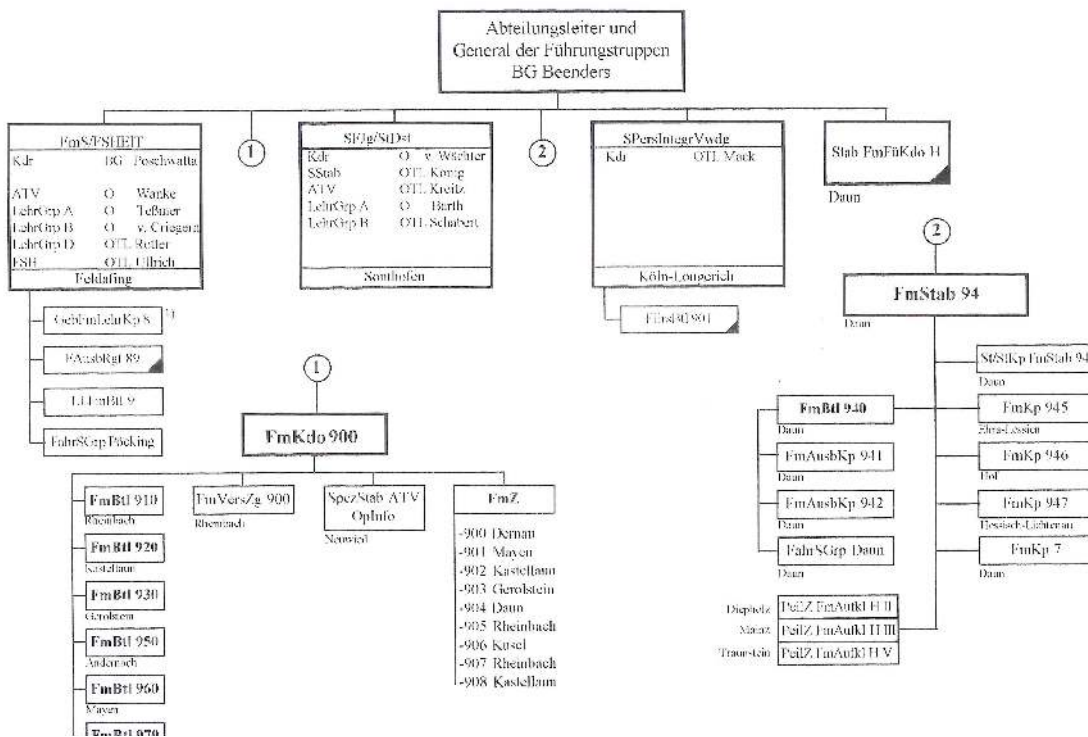 Abteilungsleiter und
General der Führungstruppen
BG Beenders
FmS/FSHEIT
Kdr BG Poschwatta
ATV O Wanke
LehrGrp A O Teßmer
LehrGrp B O v. Criegern
LehrGrp D OTL
FSH OTL Ullrich
Feldafing
GebFmLehrKp 8
FAusbRgt 89
LLFmBtl 9
FahrSGrp Pöcking
1
Kdr O v. Wächter
SStab OTL König
ATV OTL Kreitz
LehrGrp A O Barth
LehrGrp B OTL Schubert
Sonthofen
2
SPersIntegrVwdg
Kdr OTL Mack
Köln-Longerich
FErsBtl 901
Stab FmFüKdo H
Daun
1
FmKdo 900
FmBtl 910
Rheinbach
FmBtl 920
Kastellaun
FmBtl 930
Gerolstein
FmBtl 950
Andernach
FmBtl 960
Mayen
FmBtl 970
FmVersZg 900
Rheinbach
SpezStab ATV
OpInfo
Neuwied
FmZ
-900 Dernau
-901 Mayen
-902 Kastellaun
-903 Gerolstein
-904 Daun
-905 Rheinbach
-906 Kusel
-907 Rheinbach
-908 Kastellaun
2
FmStab 94
Daun
FmBtl 940
Daun
FmAusbKp 941
Daun
FmAusbKp 942
Daun
FahrSGrp Daun
Daun
St/StKp FmStab 94
Daun
FmKp 945
Ehra-Lessien
FmKp 946
Hof
FmKp 947
Hessisch-Lichtenau
FmKp 7
Daun
Diepholz PeilZ FmAufkl H II
Mainz PeilZ FmAufkl H III
Traunstein PeilZ FmAufkl H V